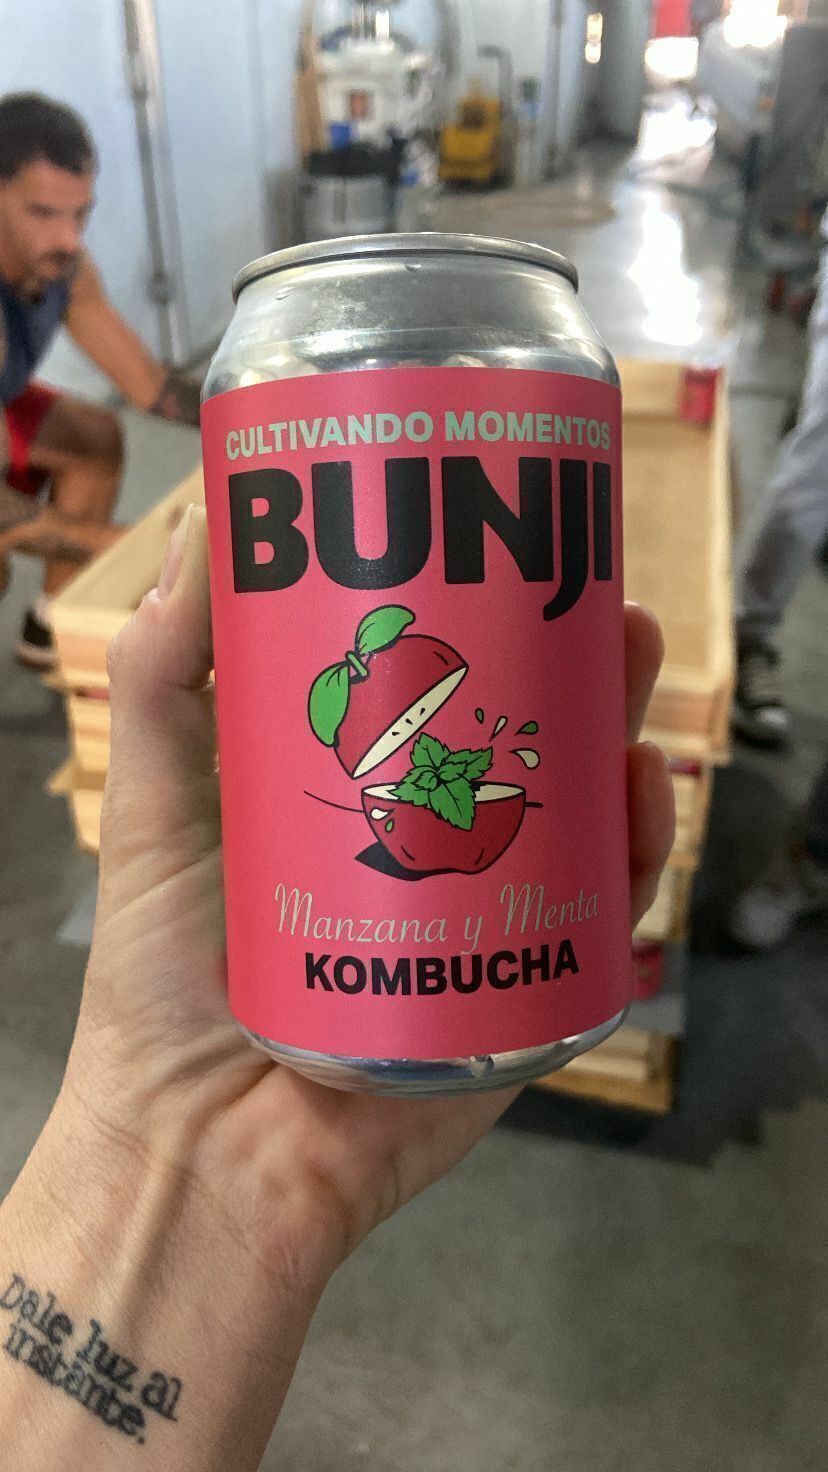 CULTIVANDO MOMENTOS
BUNJI
Manzana y Menta
KOMBUCHA
Dale luz al
instante.